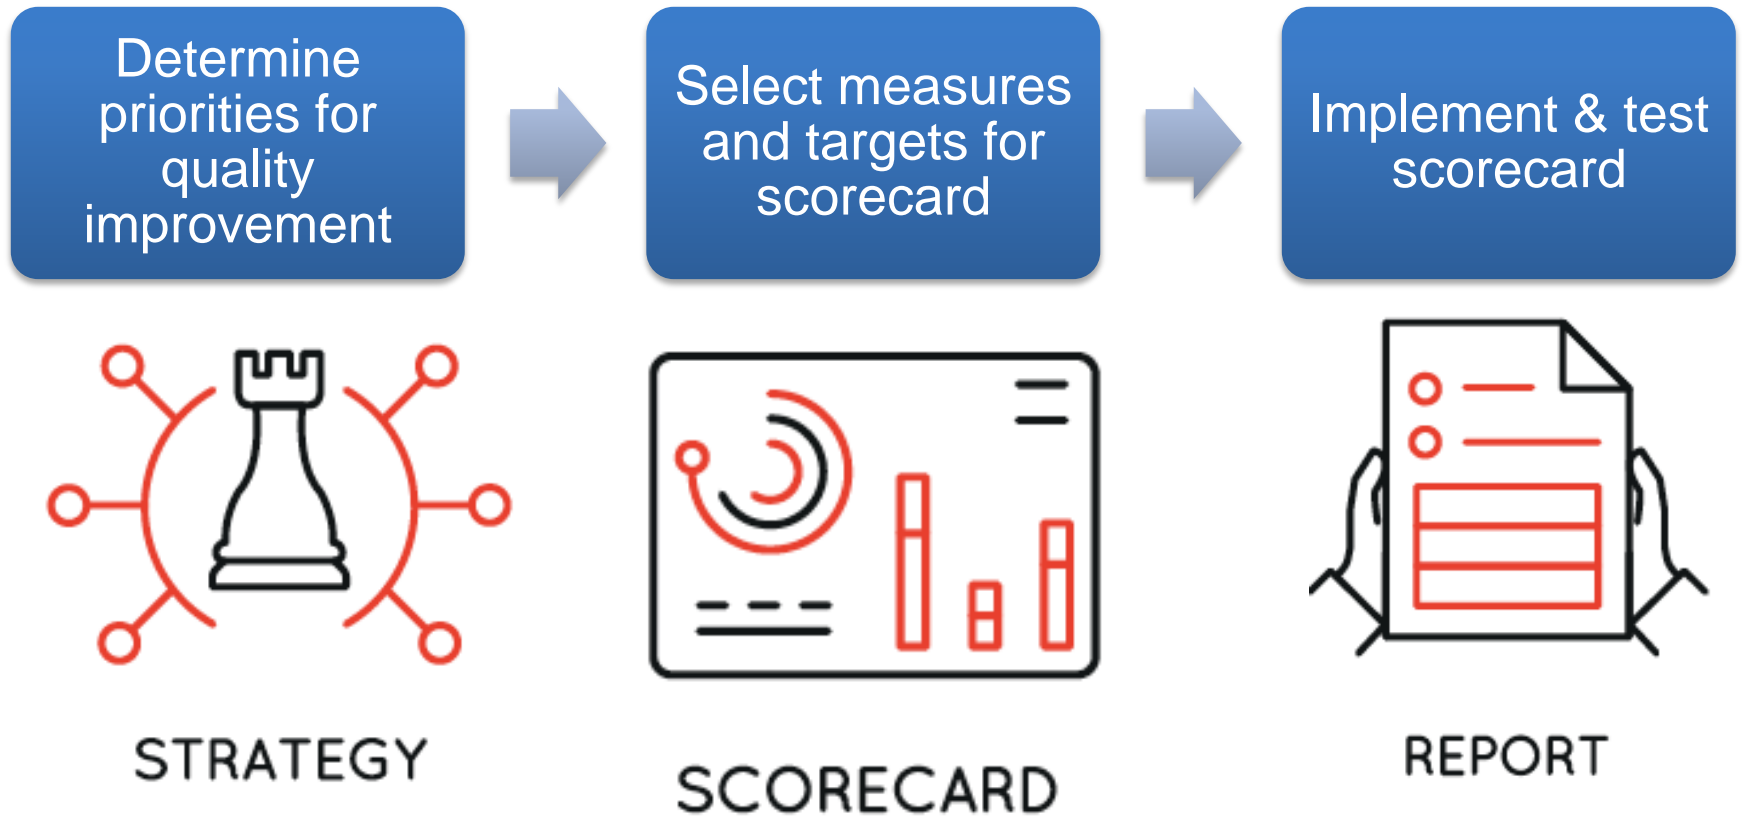 Determine
priorities for
quality
improvement
Select measures
and targets for
scorecard
Implement & test
scorecard
STRATEGY
SCORECARD
REPORT